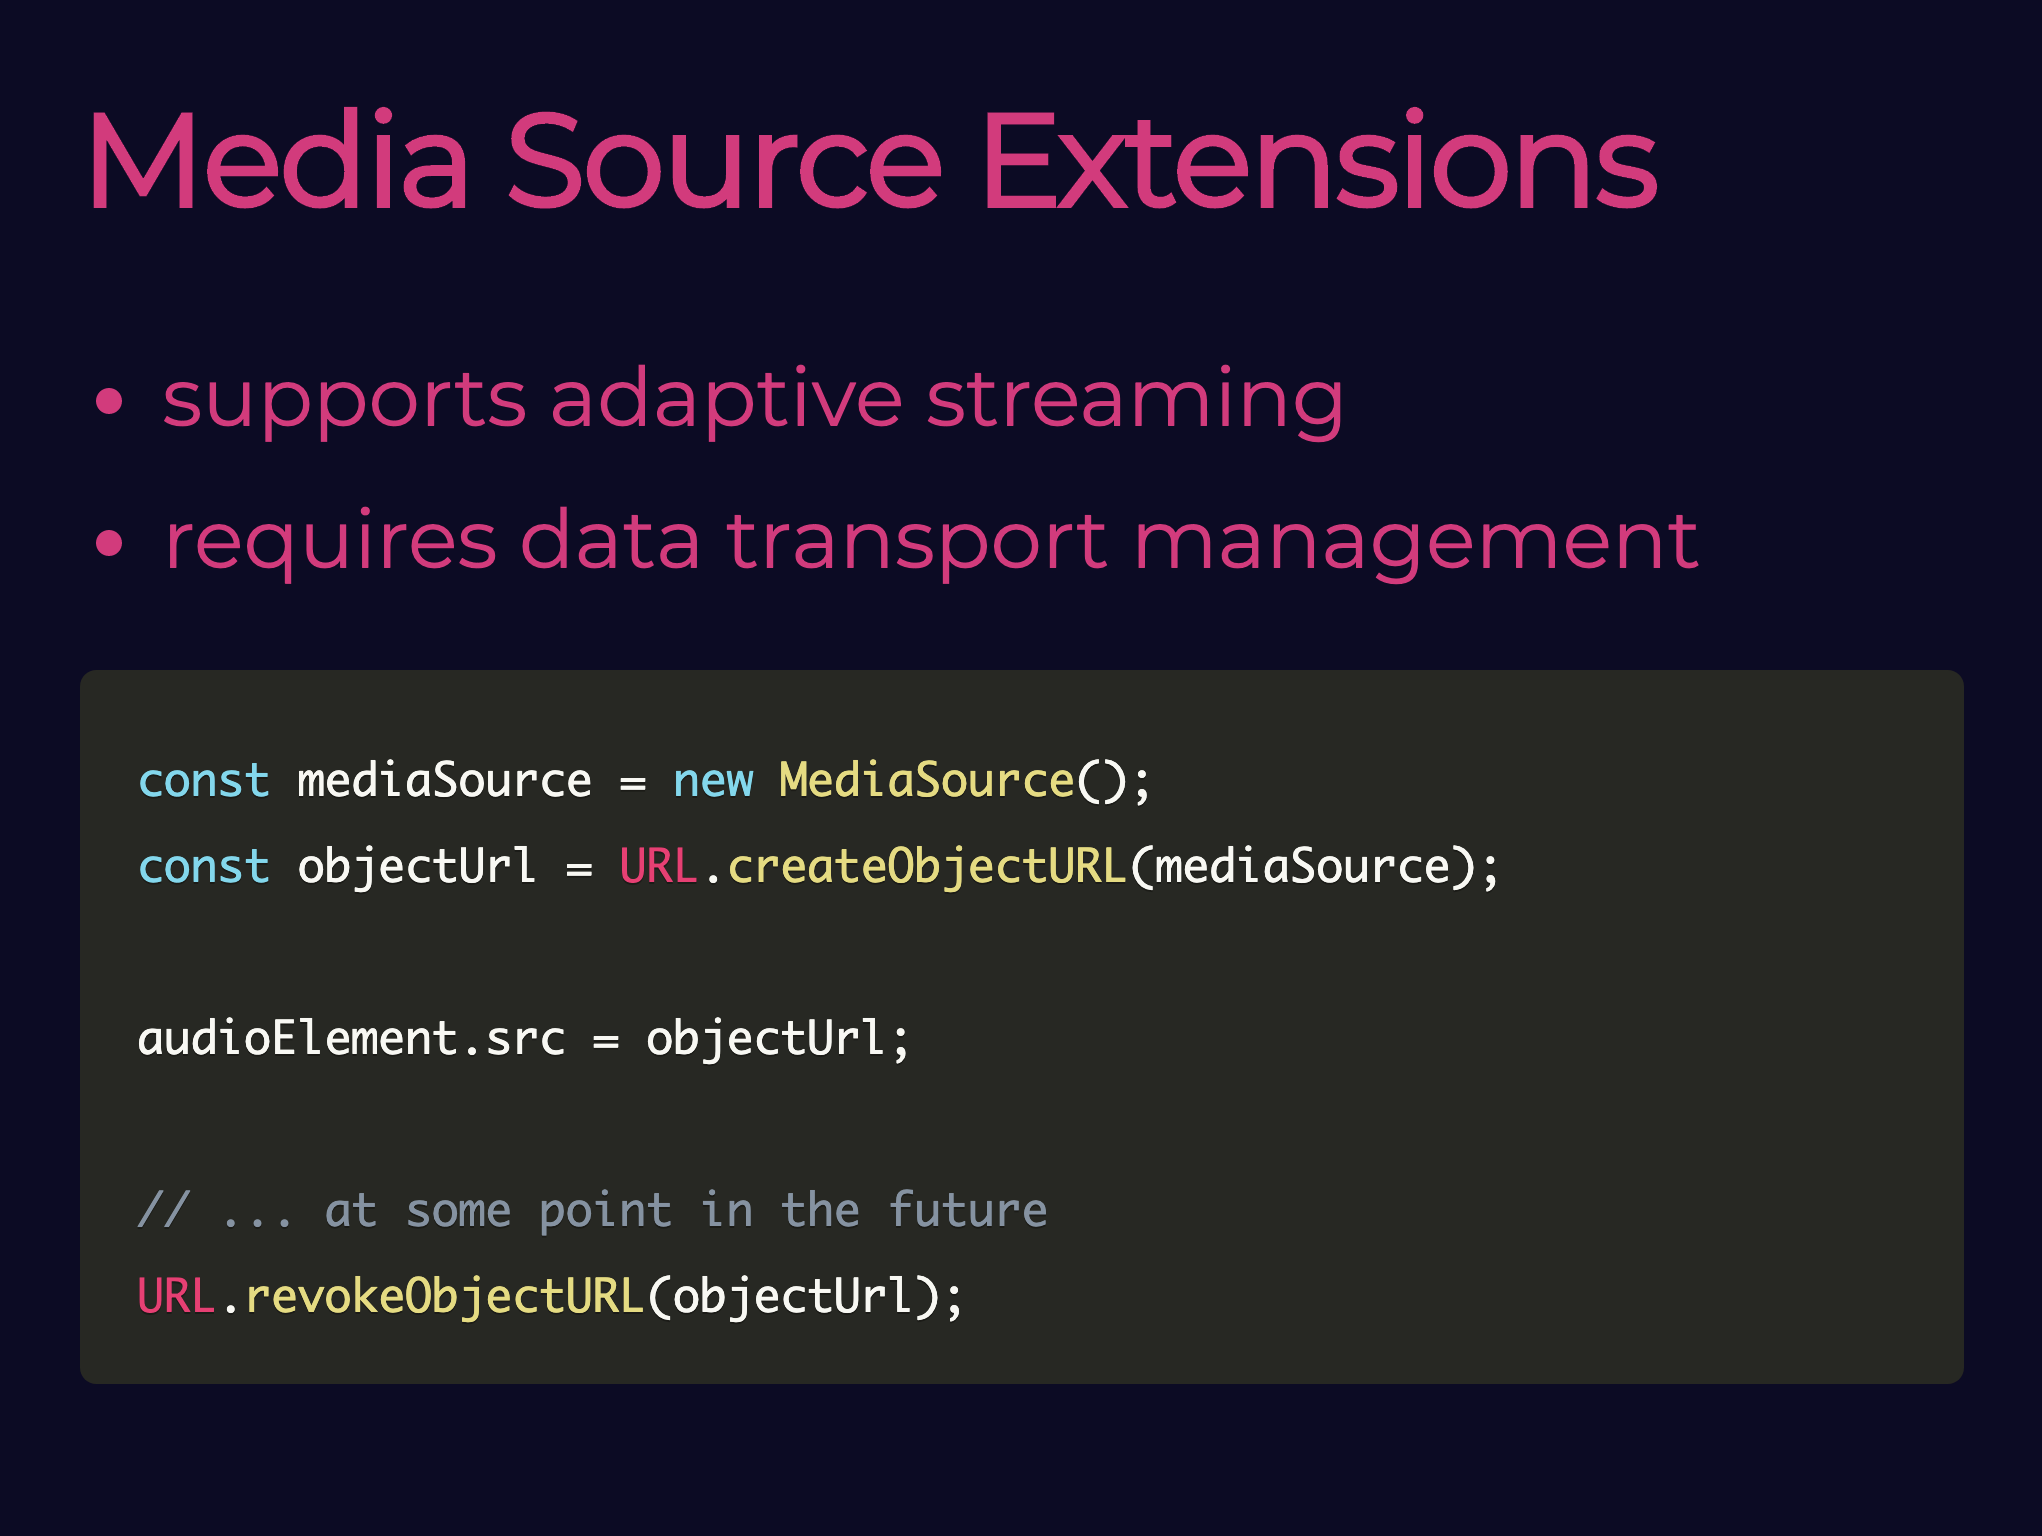 Media Source Extensions
• supports adaptive streaming
• requires data transport management
const mediaSource = new MediaSource();
const objectUrl = URL.createObjectURL(mediaSource);
audioElement.src = objectUrl;
// ... at some point in the future
URL.revokeObjectURL(objectUrl);